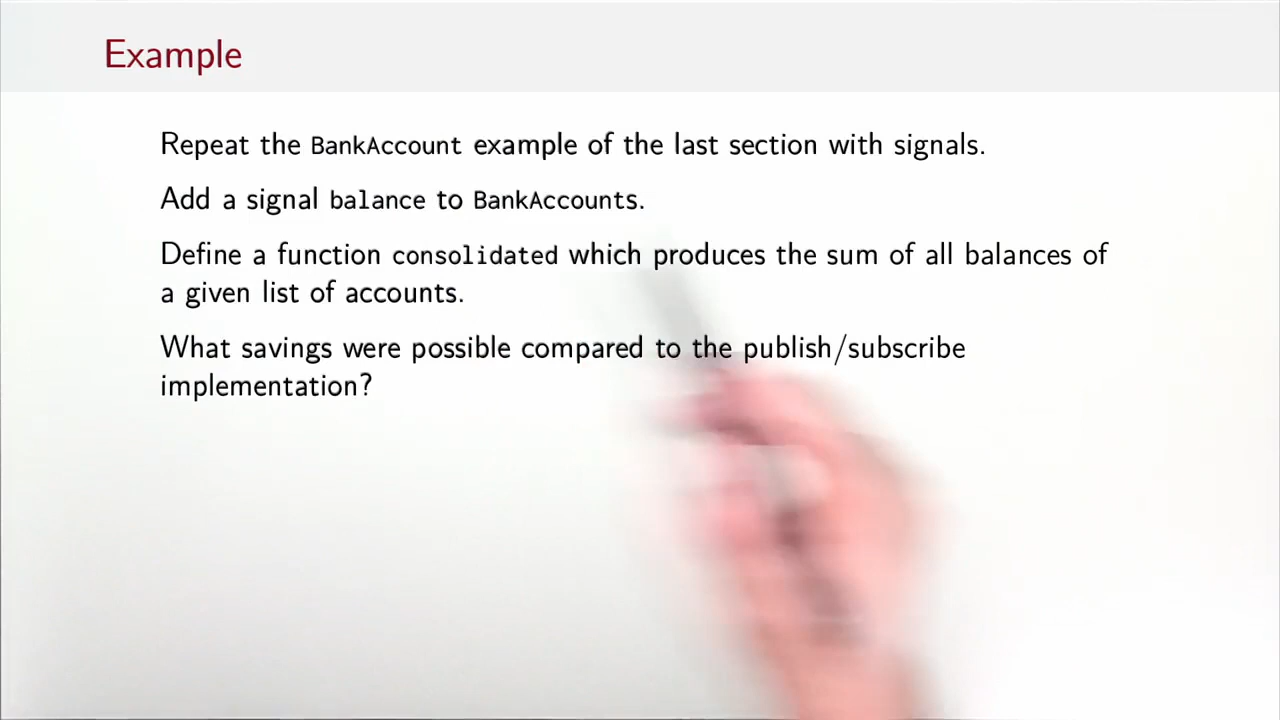 Example
Repeat the BankAccount example of the last section with signals.
Add a signal balance to BankAccounts.
Define a function consolidated which produces the sum of all balances of
a given list of accounts.
What savings were possible compared to the publish/subscribe
implementation?